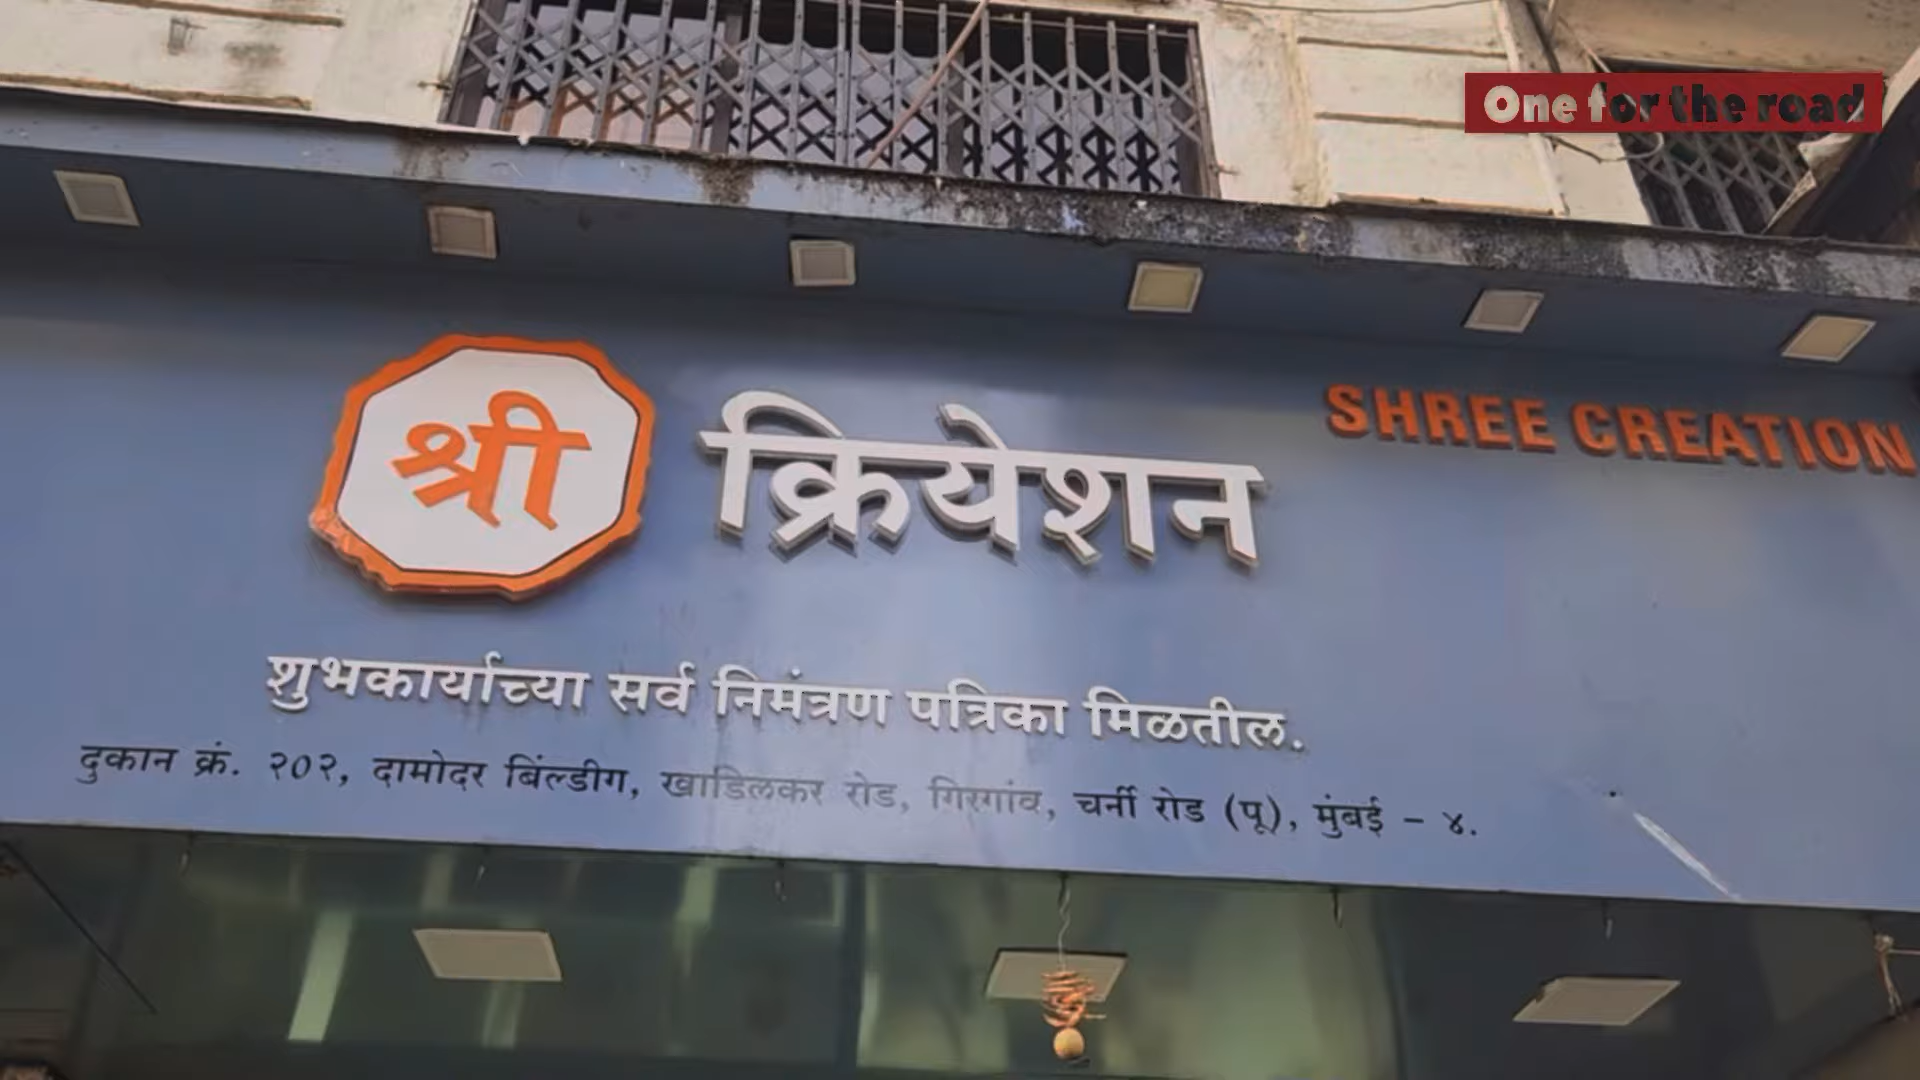 One for the road
SHREE CREATION
श्री क्रियेशन
शुभकार्याच्या सर्व निमंत्रण पत्रिका मिळतील.
दुकान क्रं. २०२, दामोदर बिंल्डीग, खाडिलकर रोड, गिरगांव, चर्नी रोड (पू), मुंबई - ४.